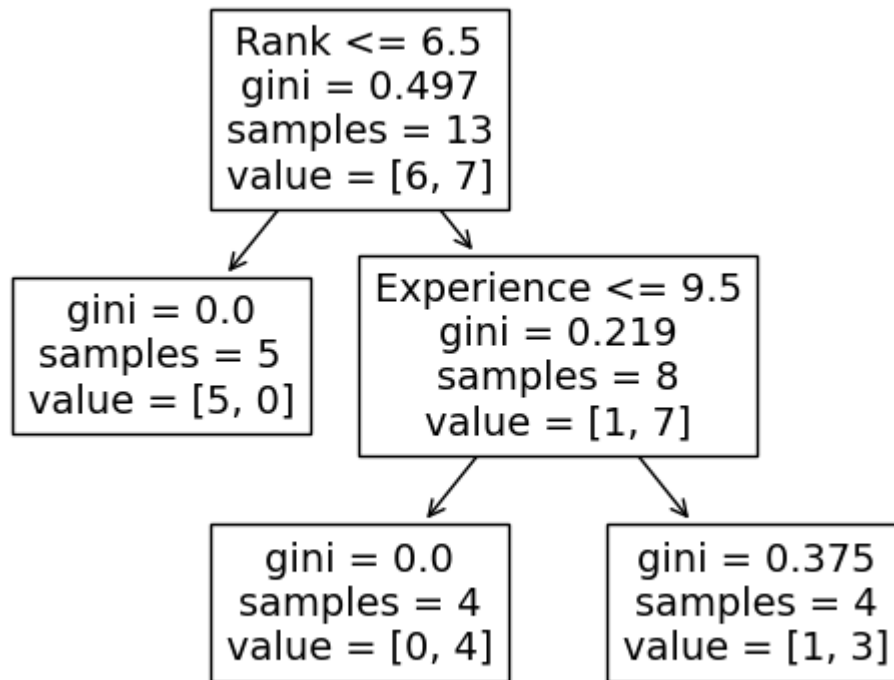 Rank <= 6.5
gini = 0.497
samples = 13
value = [6, 7]
gini = 0.0
samples = 5
value = [5, 0]
Experience <= 9.5
gini = 0.219
samples = 8
value = [1, 7]
gini = 0.0
samples = 4
value = [0, 4]
gini = 0.375
samples = 4
value = [1, 3]